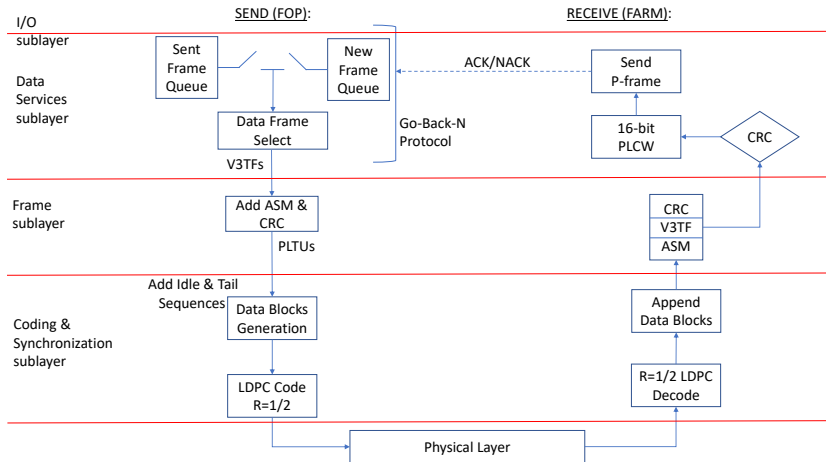 SEND (FOP):
RECEIVE (FARM):
I/O
sublayer
Sent
Frame
Queue
New
Frame
Queue
ACK/NACK
Send
P-frame
Data
Services
sublayer
Data Frame
Select
Go-Back-N
Protocol
16-bit
PLCW
CRC
V3TFs
Frame
sublayer
Add ASM &
CRC
CRC
V3TF
ASM
PLTUs
Add Idle & Tail
Sequences
Coding &
Synchronization
sublayer
Data Blocks
Generation
Append
Data Blocks
LDPC Code
R=1/2
R=1/2 LDPC
Decode
Physical Layer